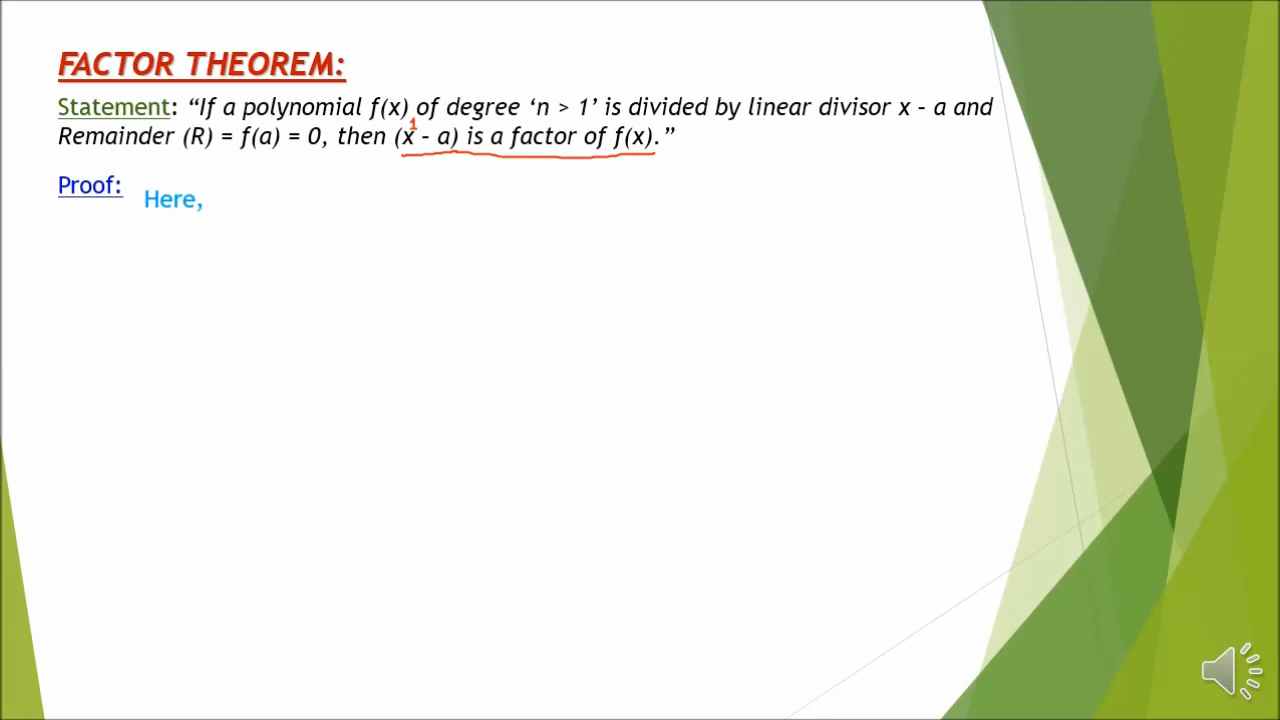 FACTOR THEOREM:
Statement: “If a polynomial f(x) of degree ‘n > 1’ is divided by linear divisor x – a and
1
Remainder (R) = f(a) = 0, then (x – a) is a factor of f(x).”
Proof:
Here,